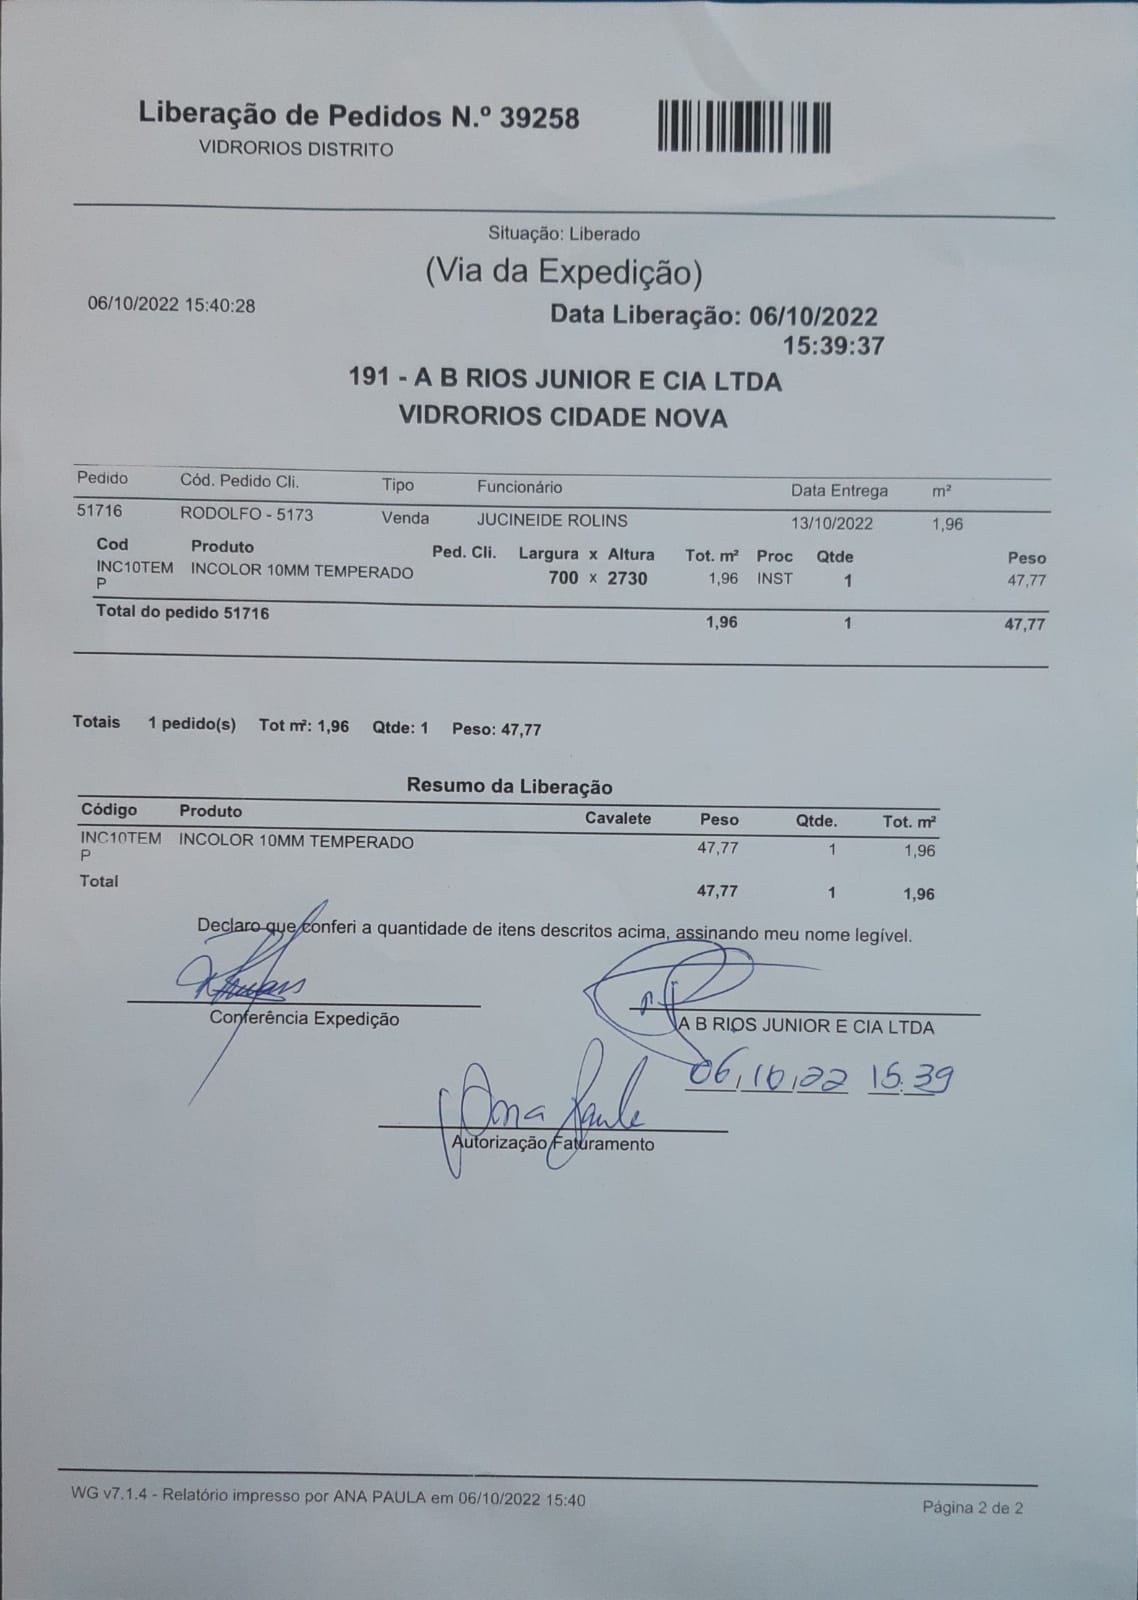 Liberação de Pedidos N.º 39258
VIDRORIOS DISTRITO
Situação: Liberado
(Via da Expedição)
06/10/2022 15:40:28
Data Liberação: 06/10/2022
15:39:37
191 - A B RIOS JUNIOR E CIA LTDA
VIDRORIOS CIDADE NOVA
Pedido Cód. Pedido Cli. Tipo Funcionário Data Entrega m²
51716 RODOLFO - 5173 Venda JUCINEIDE ROLINS 13/10/2022 1,96
Cod Produto Ped. Cli. Largura x Altura Tot. m² Proc Qtde Peso
INC10TEM INCOLOR 10MM TEMPERADO 700 x 2730 1,96 INST 1 47,77
P
Total do pedido 51716 1,96 1 47,77
Totais 1 pedido(s) Tot m²: 1,96 Qtde: 1 Peso: 47,77
Resumo da Liberação
Código Produto Cavalete Peso Qtde. Tot. m²
INC10TEM INCOLOR 10MM TEMPERADO 47,77 1 1,96
P
Total 47,77 1 1,96
Declaro que conferi a quantidade de itens descritos acima, assinando meu nome legível.
Conferência Expedição
A B RIOS JUNIOR E CIA LTDA
06,10,22 15:39
Ana Paula
Autorização Faturamento
WG v7.1.4 - Relatório impresso por ANA PAULA em 06/10/2022 15:40
Página 2 de 2